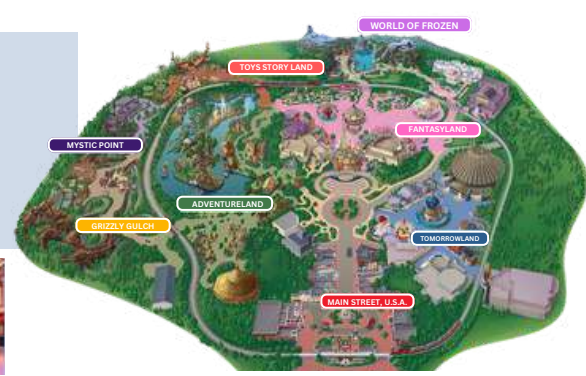 WORLD OF FROZEN
TOYS STORY LAND
FANTASYLAND
MYSTIC POINT
ADVENTURELAND
GRIZZLY GULCH
TOMORROWLAND
MAIN STREET, U.S.A.